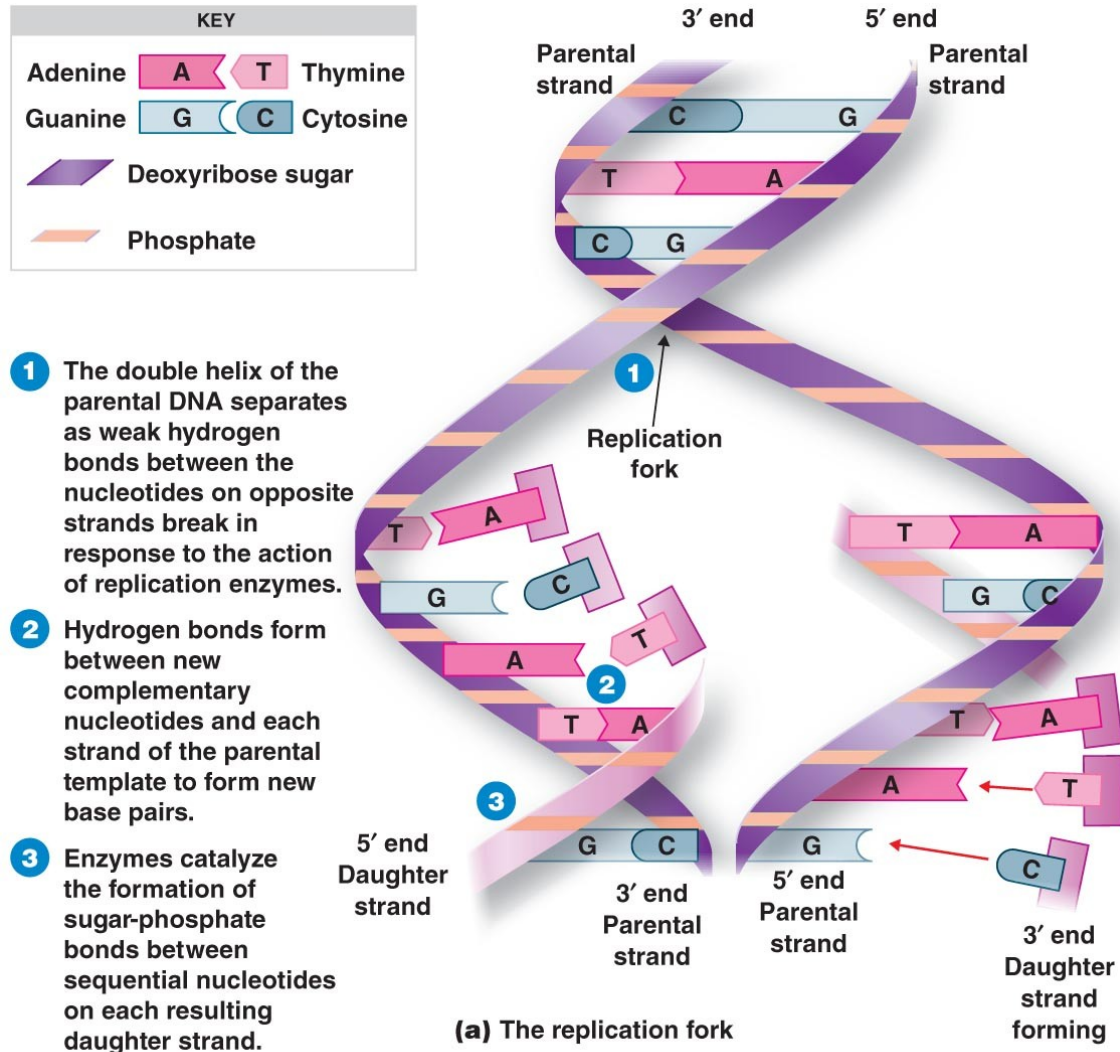 KEY
Adenine A T Thymine
Guanine G C Cytosine
Deoxyribose sugar
Phosphate
3′ end
5′ end
Parental
strand
Parental
strand
C G
T A
C G
1
Replication
fork
1 The double helix of the
parental DNA separates
as weak hydrogen
bonds between the
nucleotides on opposite
strands break in
response to the action
of replication enzymes.
2 Hydrogen bonds form
between new
complementary
nucleotides and each
strand of the parental
template to form new
base pairs.
3 Enzymes catalyze
the formation of
sugar-phosphate
bonds between
sequential nucleotides
on each resulting
daughter strand.
T A
G C
A T
2
T A
3
G C
T A
G C
T A
A T
G C
5′ end
Daughter
strand
3′ end
Parental
strand
5′ end
Parental
strand
3′ end
Daughter
strand
forming
(a) The replication fork